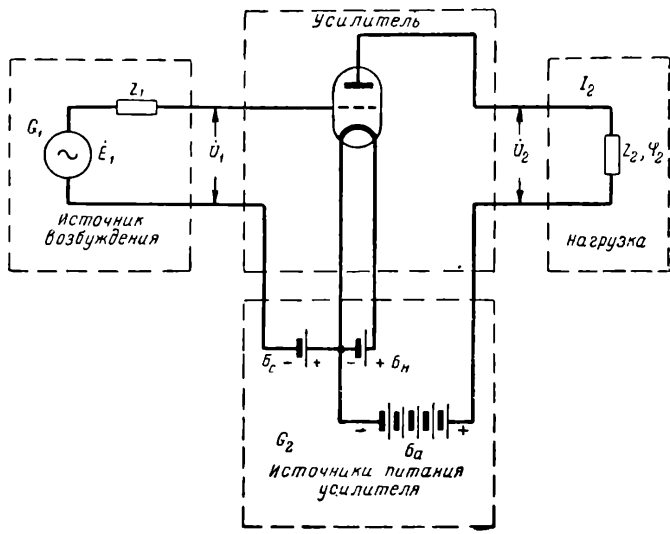 Усилитель
Z₁
I₂
G₁
Ė₁
U̇₁
U̇₂
Z₂, φ₂
Источник
возбуждения
нагрузка
Бс - +
- + Бн
- +
Ба
G₂
Источники питания
усилителя